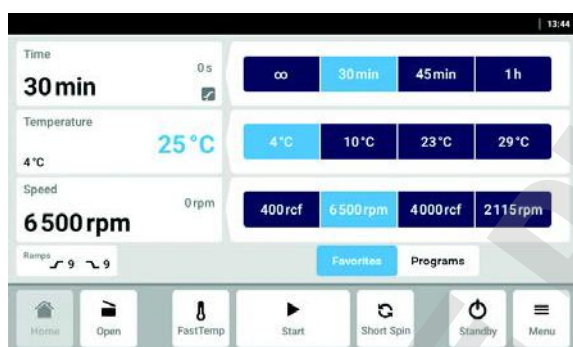 13:44
Time
0 s
30 min
∞ 30 min 45 min 1 h
Temperature
25 °C
4 °C
4 °C 10 °C 23 °C 29 °C
Speed
0 rpm
6 500 rpm
400 rcf 6 500 rpm 4 000 rcf 2 115 rpm
Ramps 9 9
Favorites Programs
Home Open FastTemp Start Short Spin Standby Menu